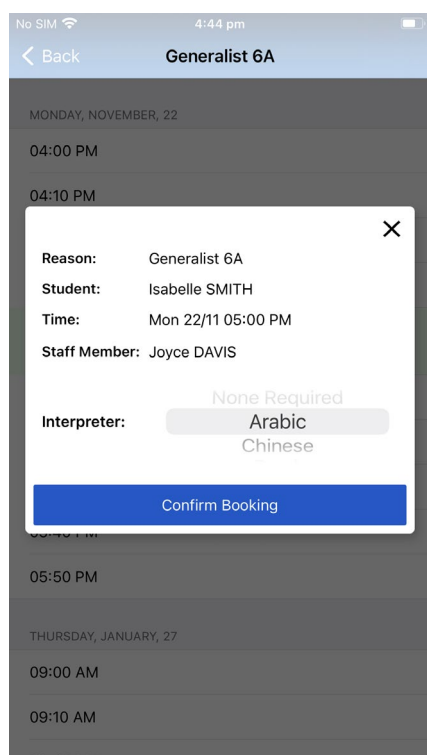 No SIM 4:44 pm
Back Generalist 6A
MONDAY, NOVEMBER, 22
04:00 PM
04:10 PM
Reason: Generalist 6A
Student: Isabelle SMITH
Time: Mon 22/11 05:00 PM
Staff Member: Joyce DAVIS
None Required
Interpreter: Arabic
Chinese
Confirm Booking
05:50 PM
THURSDAY, JANUARY, 27
09:00 AM
09:10 AM